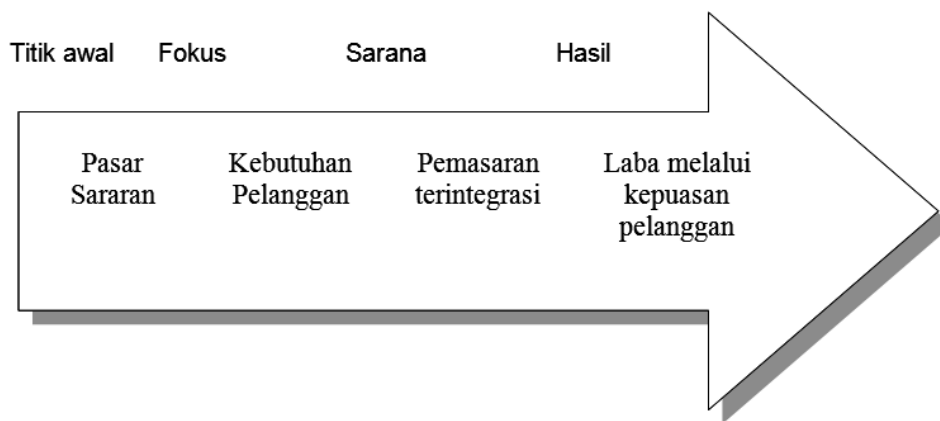 Titik awal Fokus Sarana Hasil
Pasar Kebutuhan Pemasaran Laba melalui
Sararan Pelanggan terintegrasi kepuasan
pelanggan